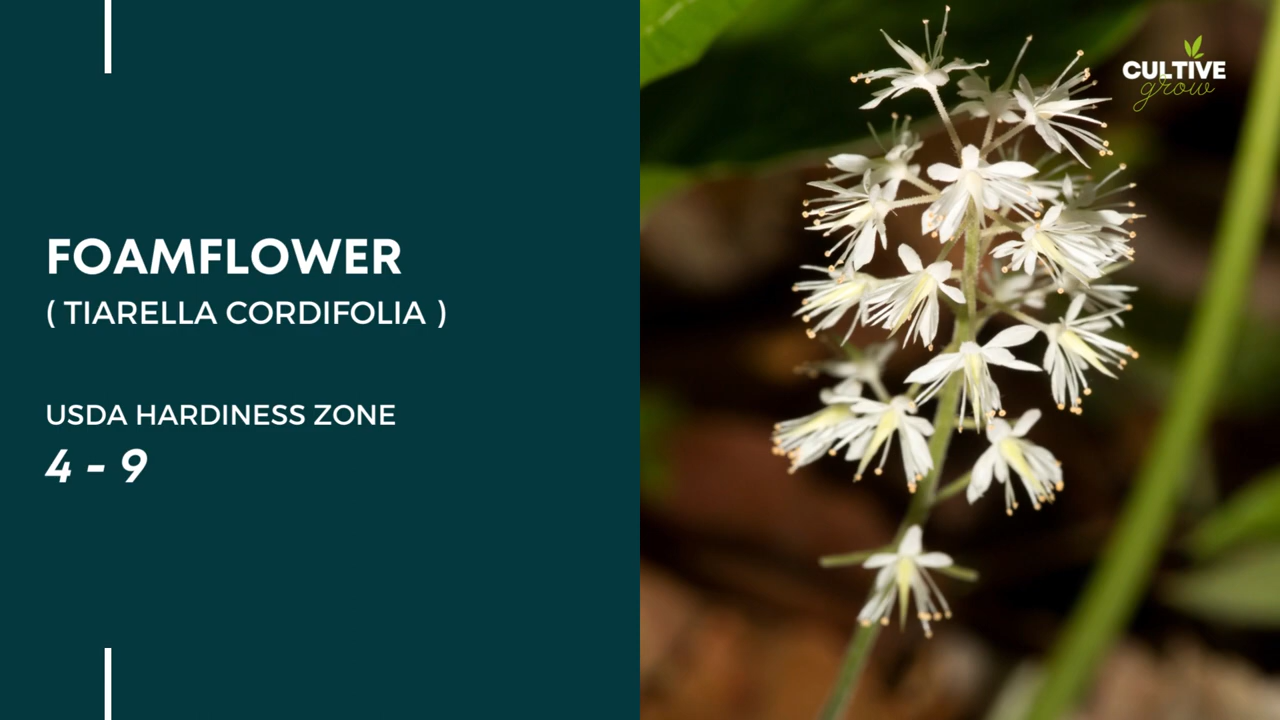 FOAMFLOWER
( TIARELLA CORDIFOLIA )
USDA HARDINESS ZONE
4 - 9
CULTIVE
grow